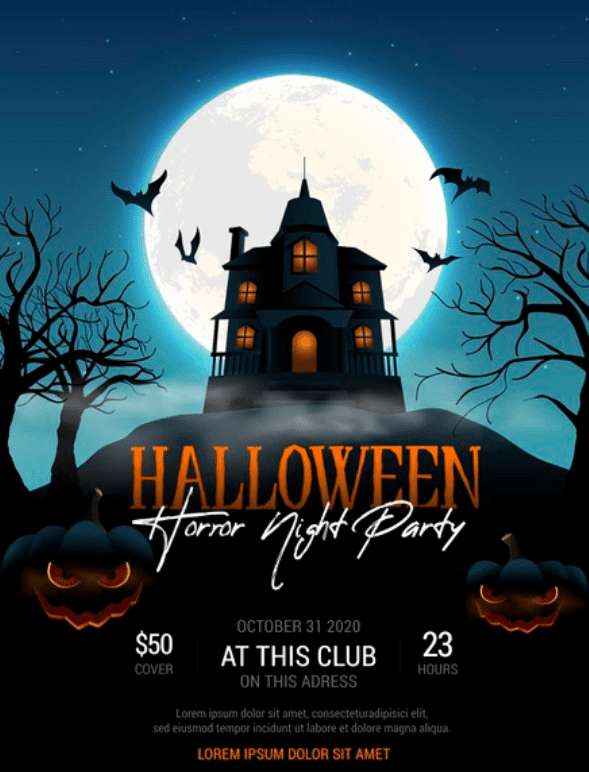 HALLOWEEN
Horror Night Party
OCTOBER 31 2020
$50
COVER
AT THIS CLUB
23
HOURS
ON THIS ADRESS
Lorem ipsum dolor sit amet, consecteturadipisici elit,
sed eiusmod tempor incidunt ut labore et dolore magna aliqua.
LOREM IPSUM DOLOR SIT AMET